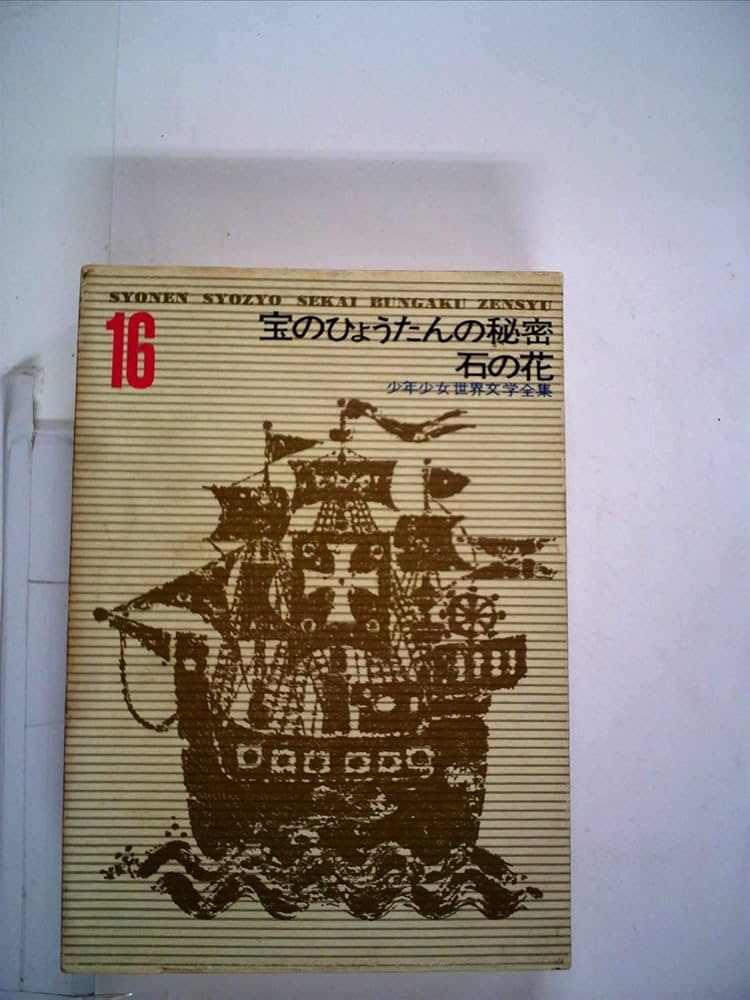 SYONEN SYOZYO SEKAI BUNGAKU ZENSYU
16
宝のひょうたんの秘密
石の花
少年少女世界文学全集